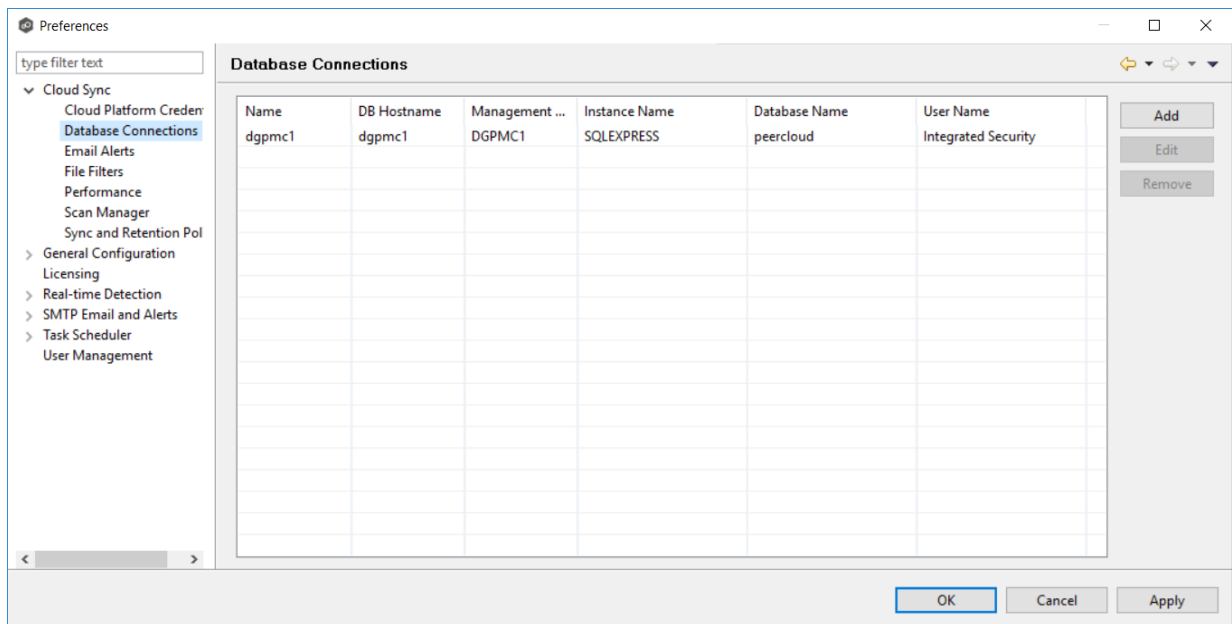 Preferences
type filter text
Database Connections
Cloud Sync
Cloud Platform Creden
Database Connections
Email Alerts
File Filters
Performance
Scan Manager
Sync and Retention Pol
General Configuration
Licensing
Real-time Detection
SMTP Email and Alerts
Task Scheduler
User Management
Name DB Hostname Management ... Instance Name Database Name User Name
dgpmc1 dgpmc1 DGPMC1 SQLEXPRESS peercloud Integrated Security
Add
Edit
Remove
OK Cancel Apply